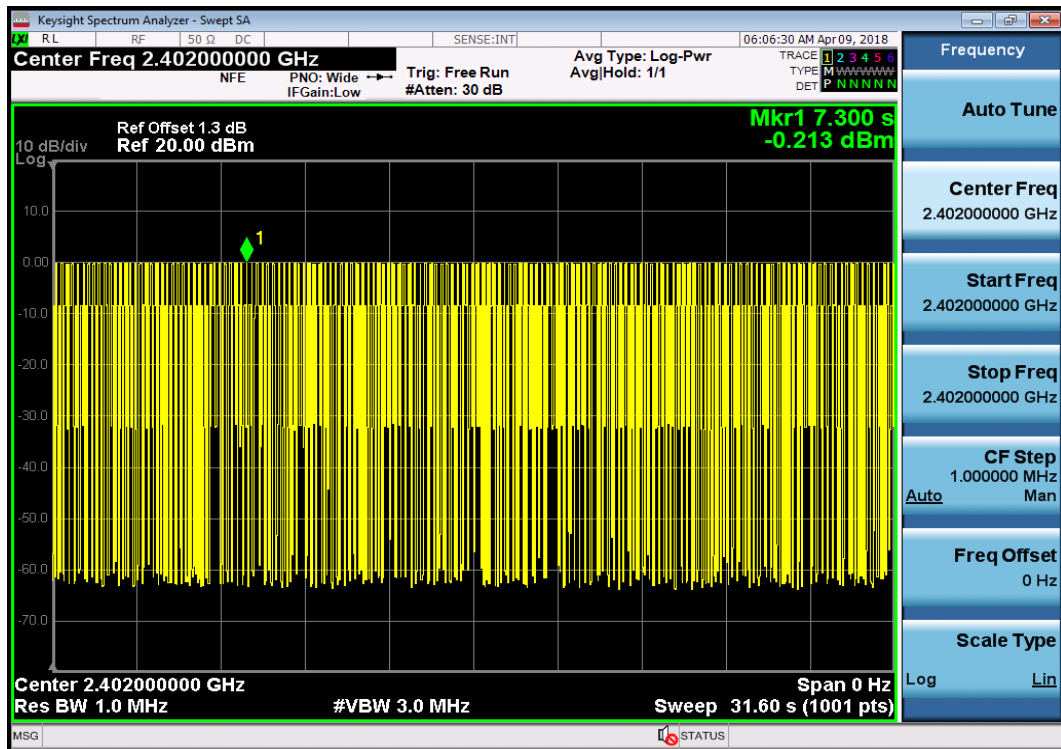 Keysight Spectrum Analyzer - Swept SA
LXI RL RF 50 Ω DC SENSE:INT 06:06:30 AM Apr 09, 2018
Center Freq 2.402000000 GHz
NFE
PNO: Wide
IFGain:Low
Trig: Free Run
#Atten: 30 dB
Avg Type: Log-Pwr
Avg|Hold: 1/1
TRACE 1 2 3 4 5 6
TYPE M WWWWW
DET P N N N N N
Mkr1 7.300 s
-0.213 dBm
Ref Offset 1.3 dB
10 dB/div Ref 20.00 dBm
Log
1
10.0
0.00
-10.0
-20.0
-30.0
-40.0
-50.0
-60.0
-70.0
Center 2.402000000 GHz Span 0 Hz
Res BW 1.0 MHz #VBW 3.0 MHz Sweep 31.60 s (1001 pts)
MSG STATUS
Frequency
Auto Tune
Center Freq
2.402000000 GHz
Start Freq
2.402000000 GHz
Stop Freq
2.402000000 GHz
CF Step
1.000000 MHz
Auto Man
Freq Offset
0 Hz
Scale Type
Log Lin